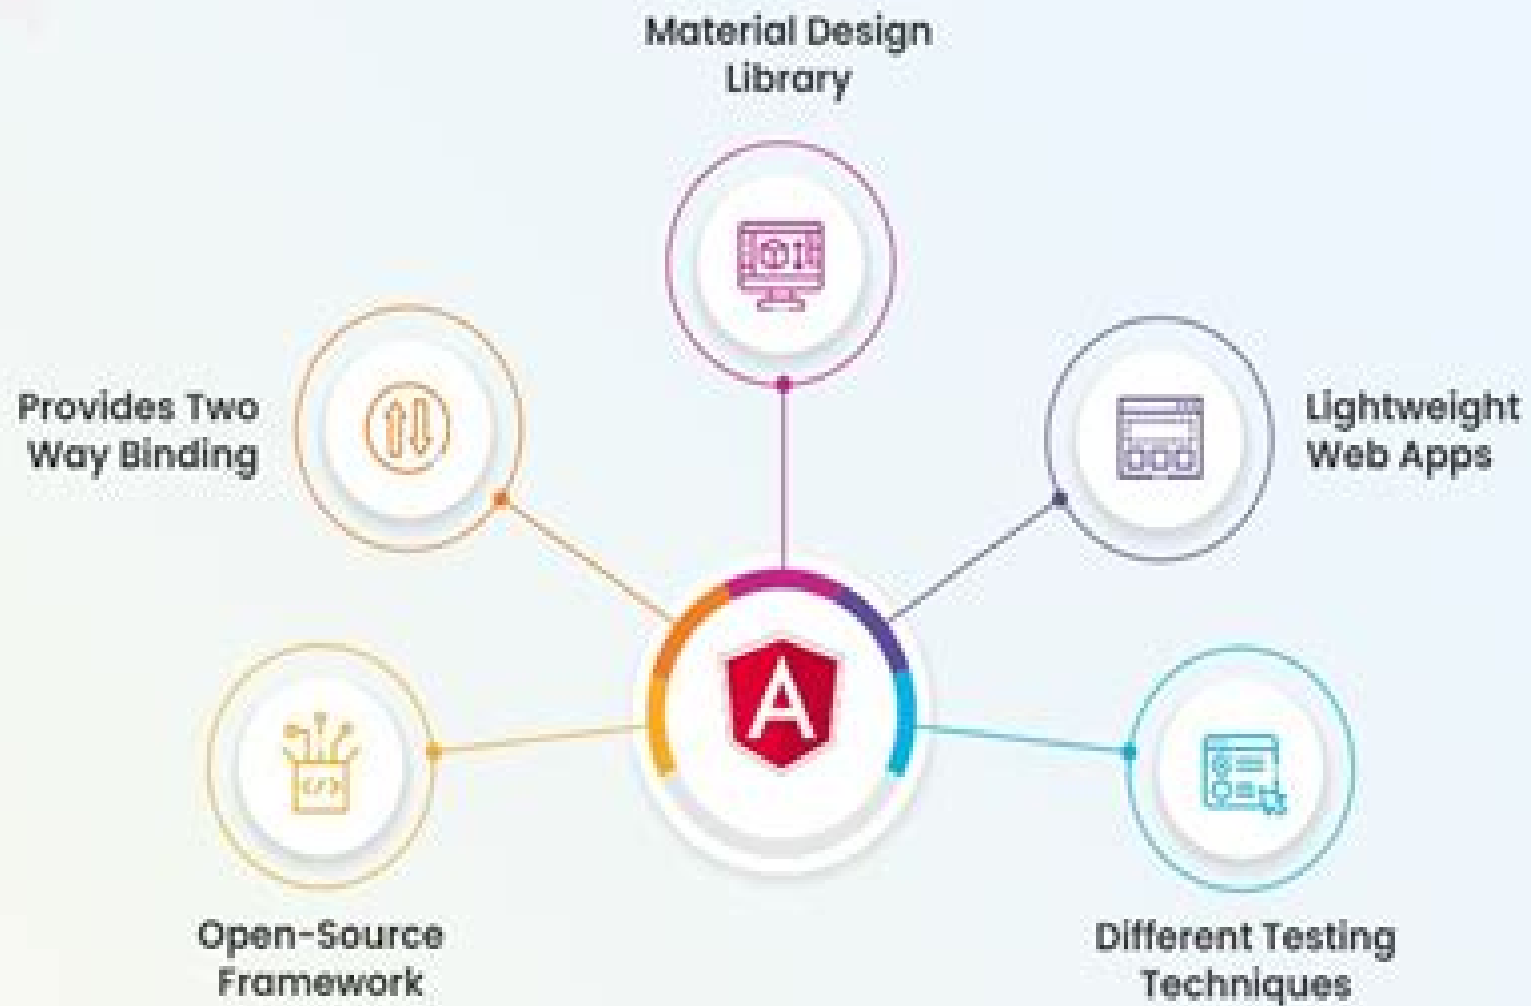 Material Design
Library
Provides Two
Way Binding
Lightweight
Web Apps
A
</>
Open-Source
Framework
Different Testing
Techniques